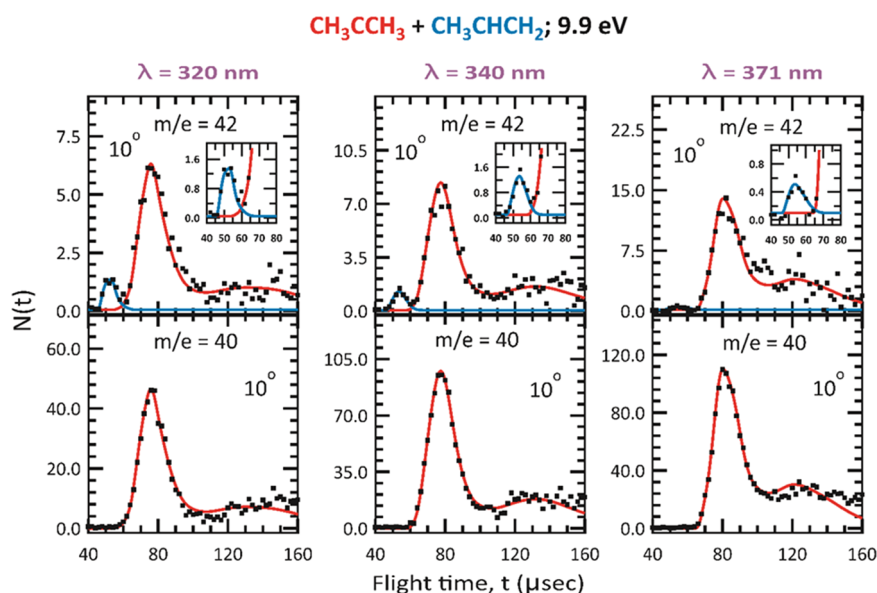 CH₃CCH₃ + CH₃CHCH₂; 9.9 eV
λ = 320 nm
λ = 340 nm
λ = 371 nm
m/e = 42
10°
7.5
5.0
2.5
0.0
1.6
0.8
0.0
40 50 60 70 80
m/e = 42
10°
10.5
7.0
3.5
0.0
1.6
0.8
0.0
40 50 60 70 80
m/e = 42
10°
22.5
15.0
7.5
0.0
0.8
0.4
0.0
40 50 60 70 80
N(t)
m/e = 40
10°
60.0
40.0
20.0
0.0
40 80 120 160
m/e = 40
10°
105.0
70.0
35.0
0.0
40 80 120 160
m/e = 40
10°
120.0
80.0
40.0
0.0
40 80 120 160
Flight time, t (μsec)